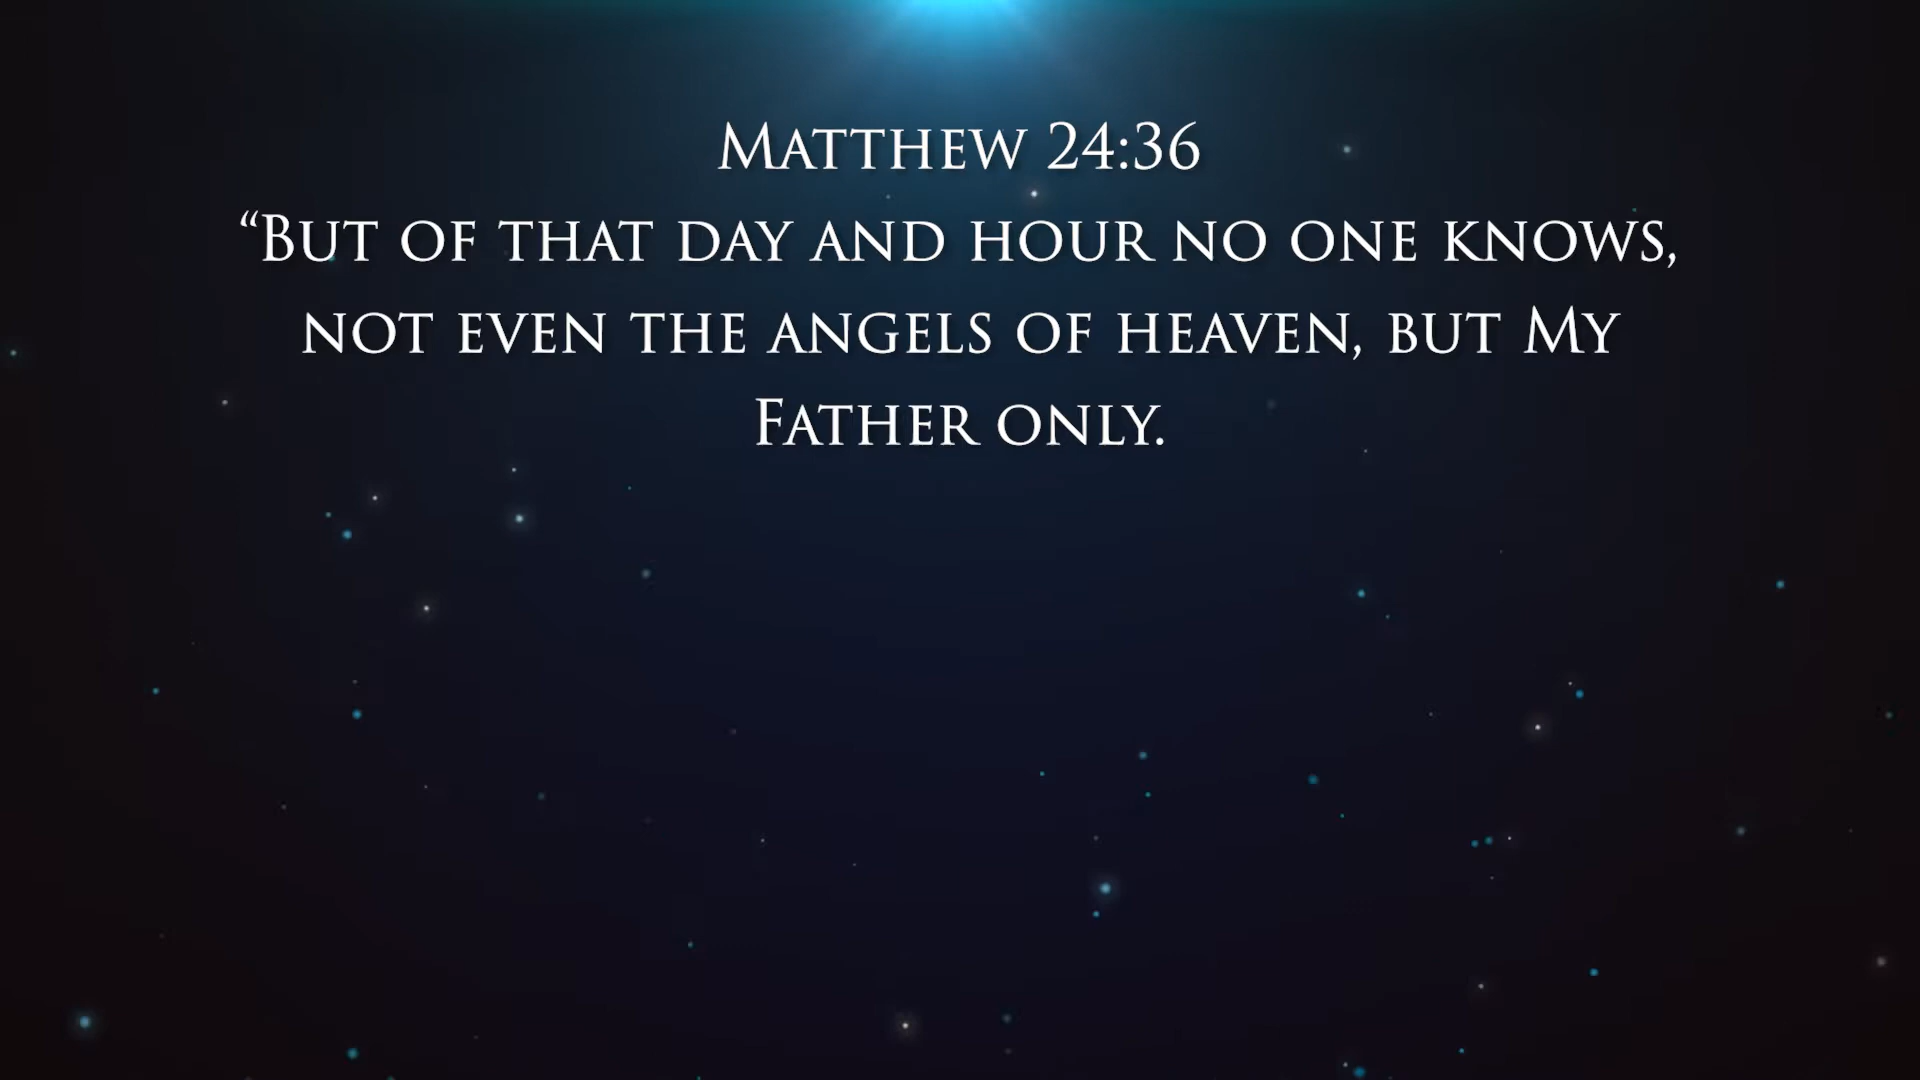 Matthew 24:36
“But of that day and hour no one knows,
not even the angels of heaven, but My
Father only.